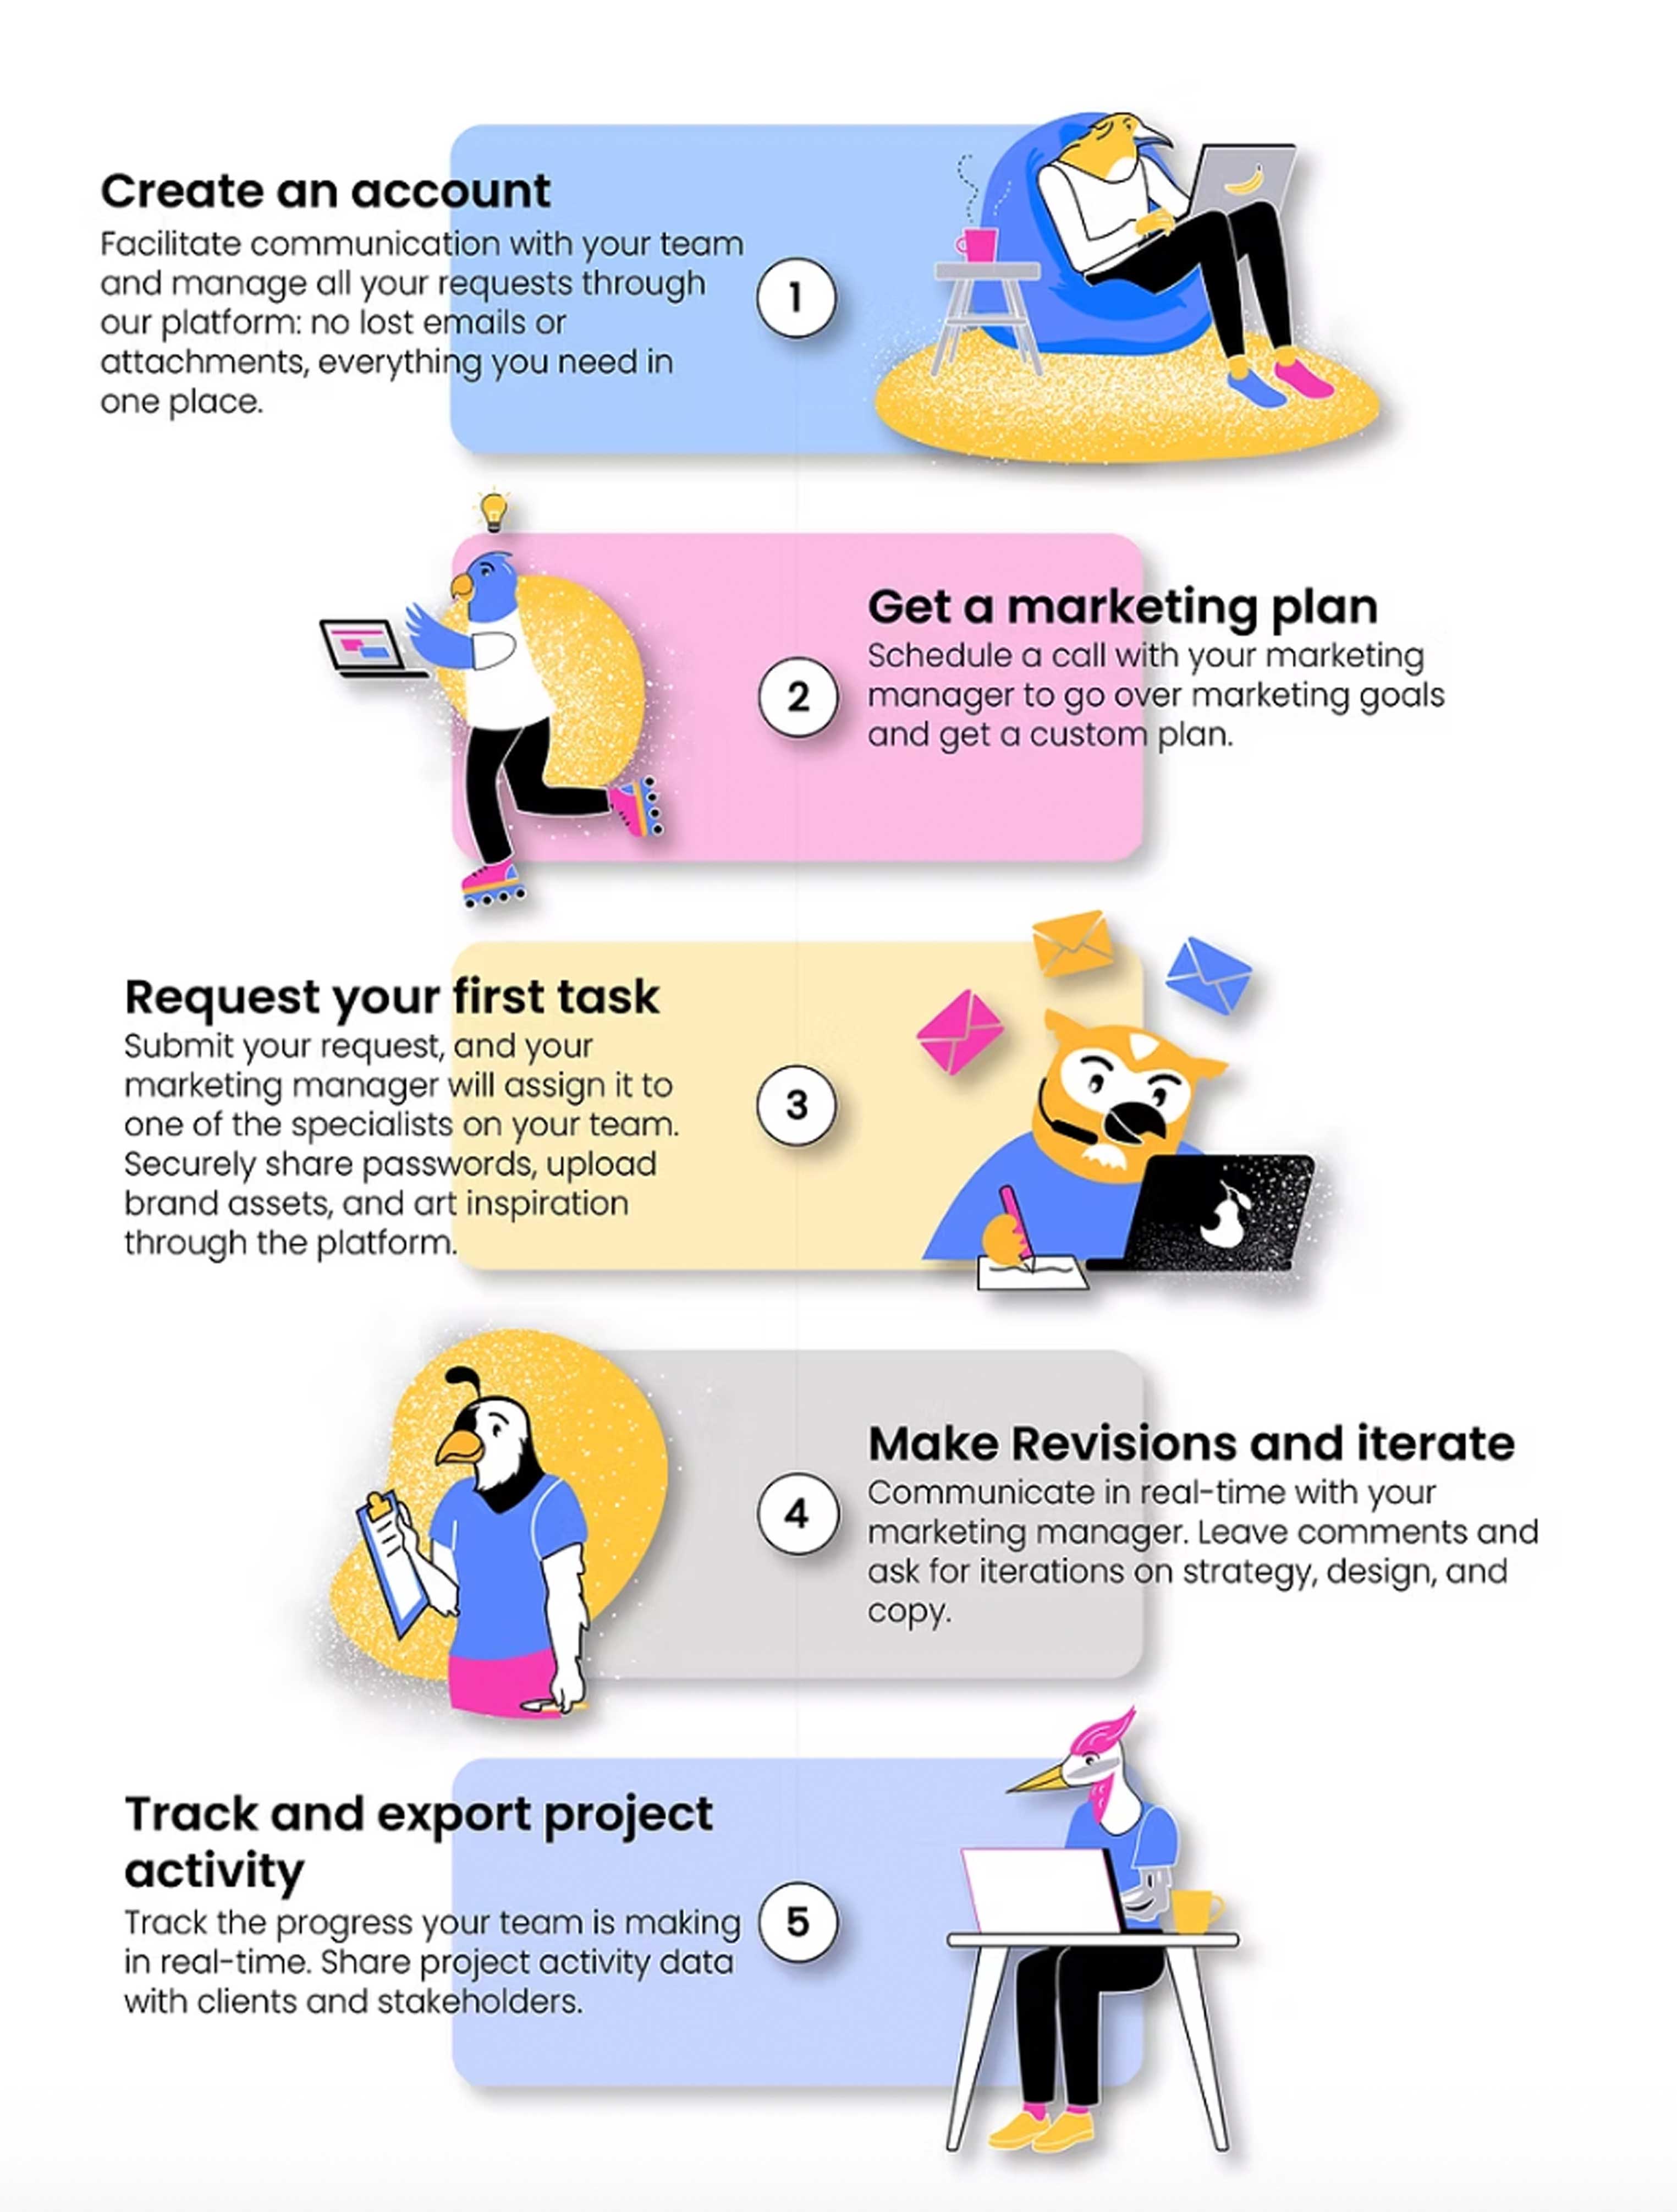 Create an account
Facilitate communication with your team
and manage all your requests through
our platform: no lost emails or
attachments, everything you need in
one place.
1
Get a marketing plan
Schedule a call with your marketing
manager to go over marketing goals
and get a custom plan.
2
Request your first task
Submit your request, and your
marketing manager will assign it to
one of the specialists on your team.
Securely share passwords, upload
brand assets, and art inspiration
through the platform.
3
Make Revisions and iterate
Communicate in real-time with your
marketing manager. Leave comments and
ask for iterations on strategy, design, and
copy.
4
Track and export project
activity
Track the progress your team is making
in real-time. Share project activity data
with clients and stakeholders.
5